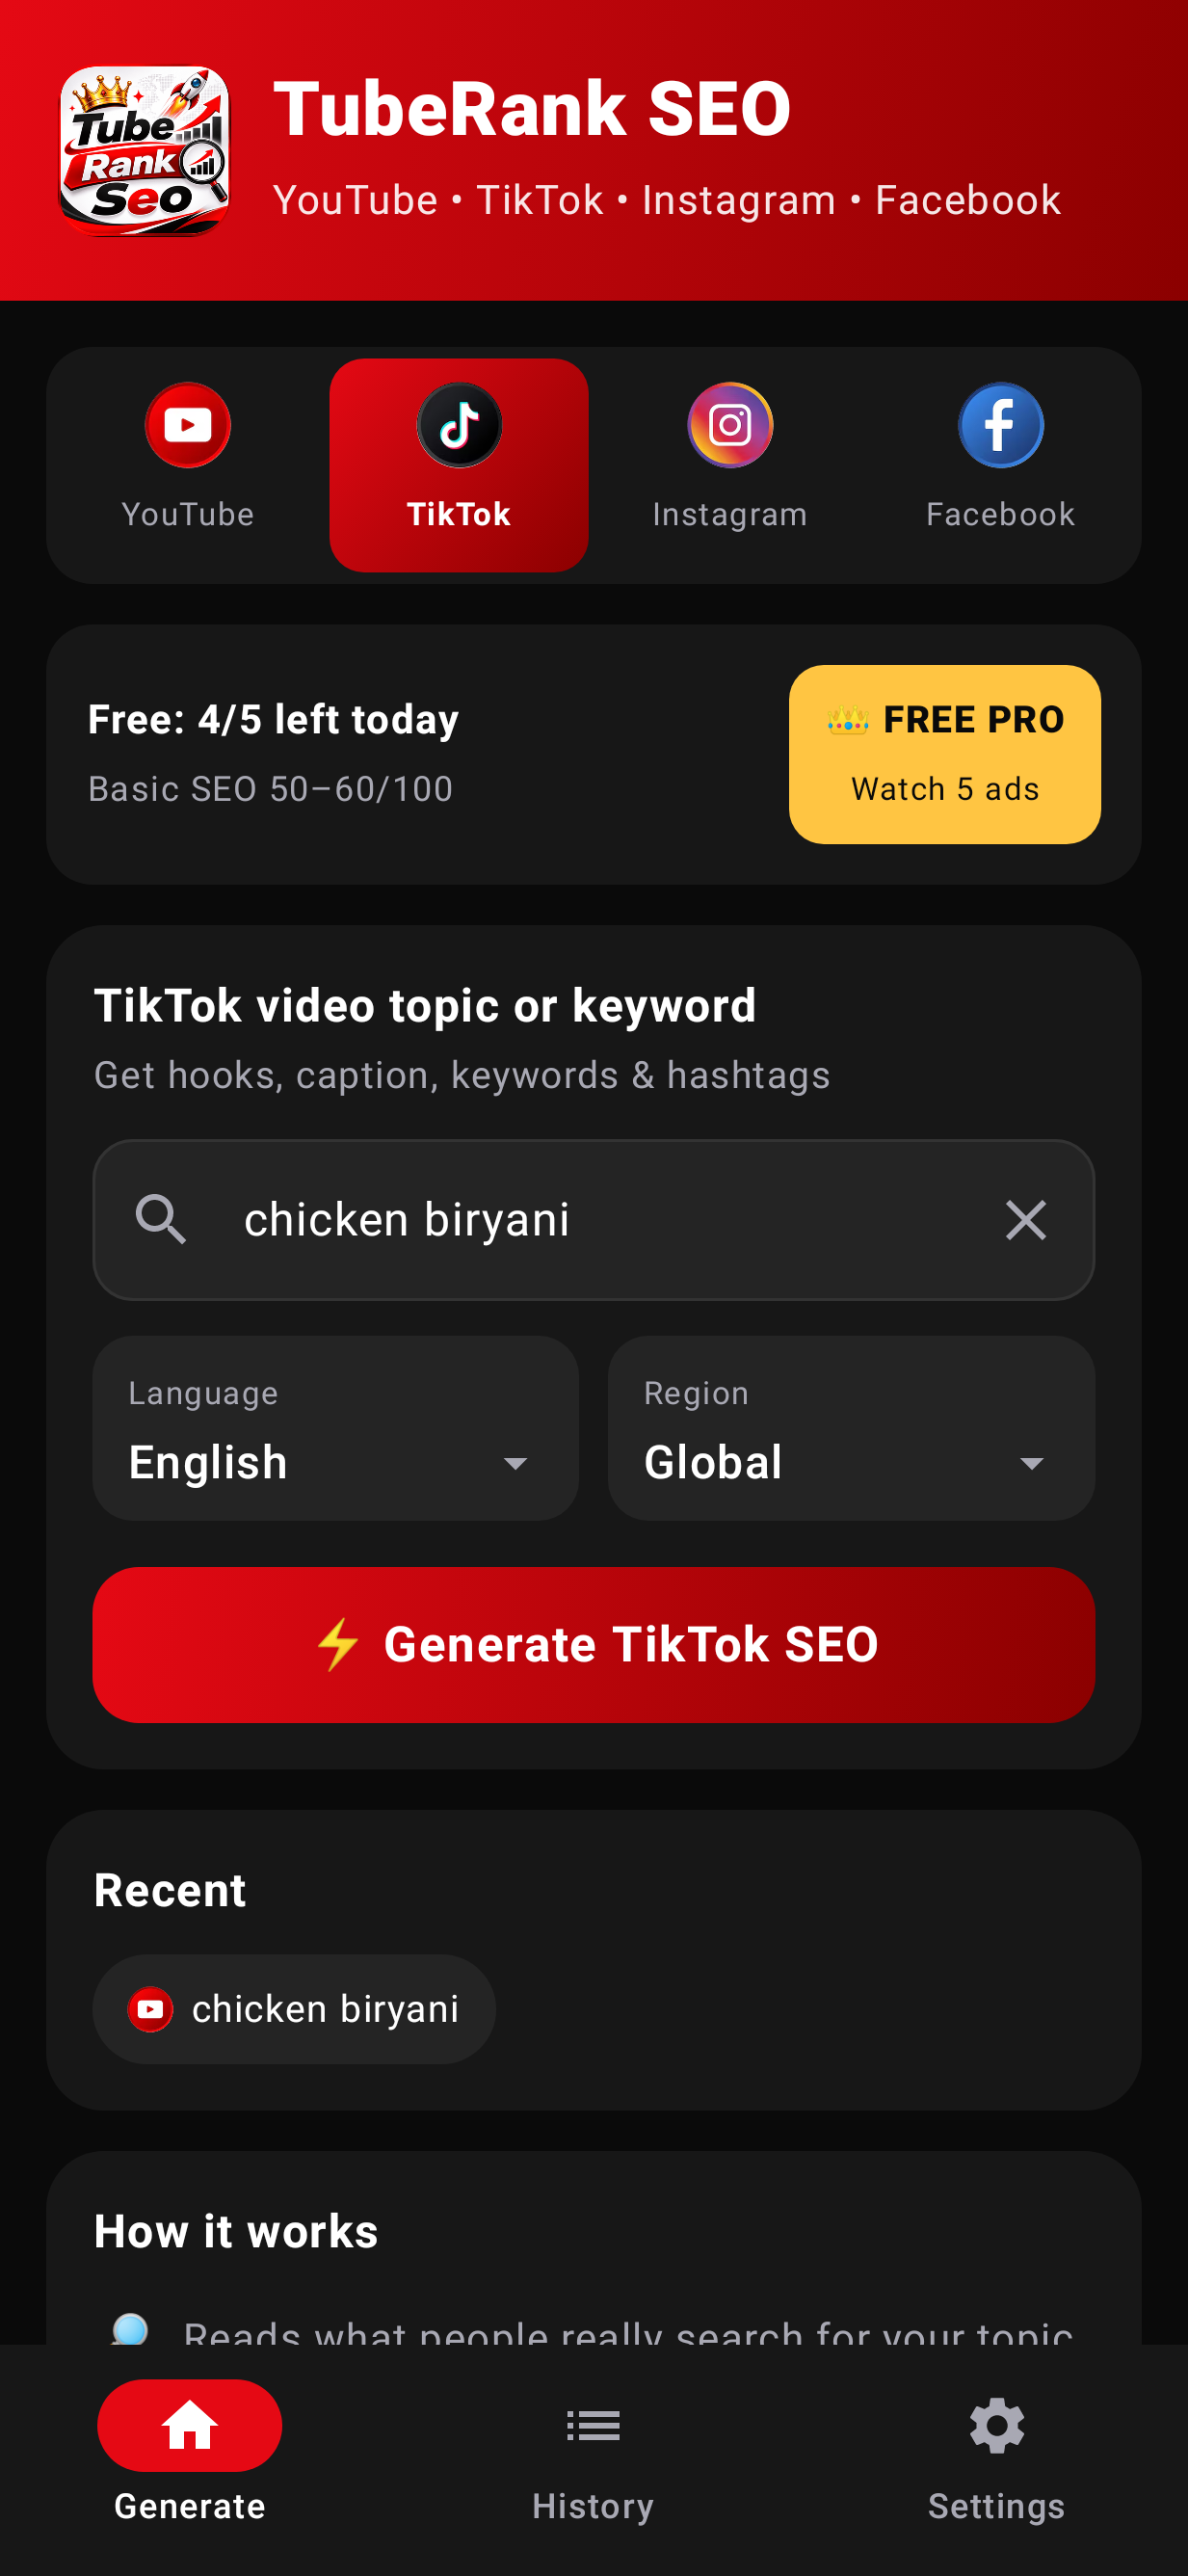 Tube
Rank
Seo
TubeRank SEO
YouTube • TikTok • Instagram • Facebook
YouTube
TikTok
Instagram
Facebook
Free: 4/5 left today
Basic SEO 50–60/100
👑 FREE PRO
Watch 5 ads
TikTok video topic or keyword
Get hooks, caption, keywords & hashtags
chicken biryani
Language
English
Region
Global
⚡ Generate TikTok SEO
Recent
chicken biryani
How it works
🔎 Reads what people really search for your topic
Generate
History
Settings